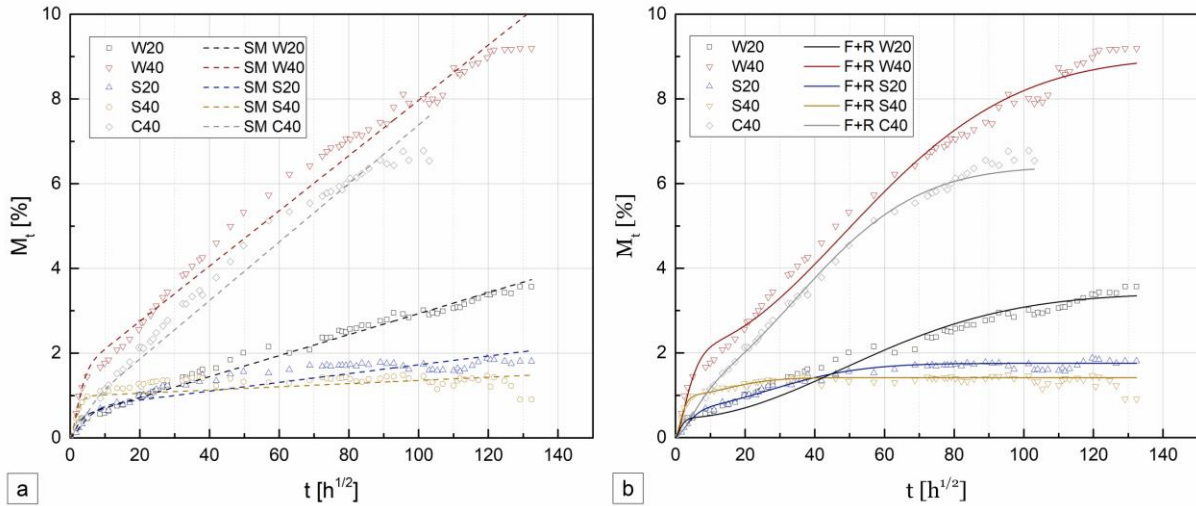 10
8
6
4
2
0
M_t [%]
W20 SM W20
W40 SM W40
S20 SM S20
S40 SM S40
C40 SM C40
0 20 40 60 80 100 120 140
t [h^1/2]
a
10
8
6
4
2
0
M_t [%]
W20 F+R W20
W40 F+R W40
S20 F+R S20
S40 F+R S40
C40 F+R C40
0 20 40 60 80 100 120 140
t [h^1/2]
b